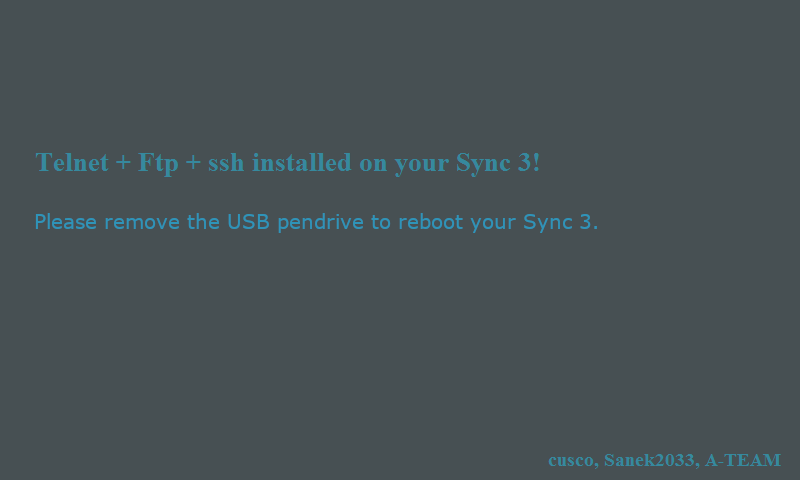 Telnet + Ftp + ssh installed on your Sync 3!
Please remove the USB pendrive to reboot your Sync 3.
cusco, Sanek2033, A-TEAM